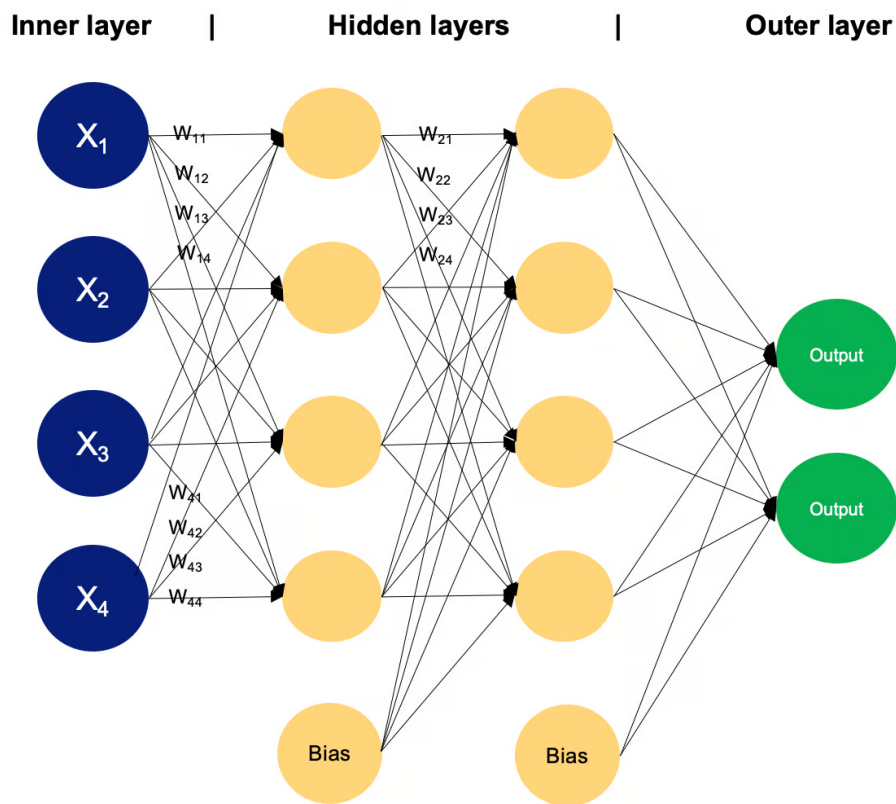 Inner layer | Hidden layers | Outer layer
X₁
W₁₁
W₁₂
W₁₃
W₁₄
W₂₁
W₂₂
W₂₃
W₂₄
X₂
X₃
W₄₁
W₄₂
W₄₃
W₄₄
X₄
Output
Output
Bias
Bias